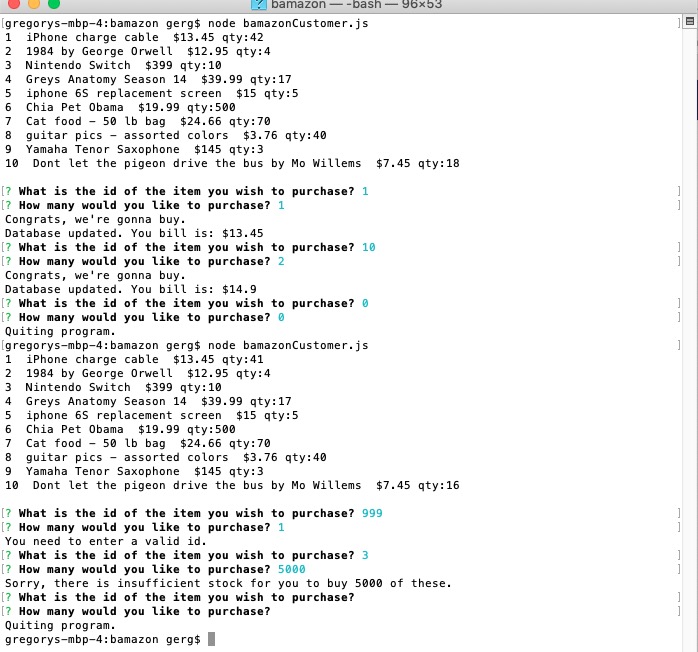 bamazon — -bash — 96×53
[gregorys-mbp-4:bamazon gerg$ node bamazonCustomer.js ]
1  iPhone charge cable  $13.45 qty:42
2  1984 by George Orwell  $12.95 qty:4
3  Nintendo Switch  $399 qty:10
4  Greys Anatomy Season 14  $39.99 qty:17
5  iphone 6S replacement screen  $15 qty:5
6  Chia Pet Obama  $19.99 qty:500
7  Cat food - 50 lb bag  $24.66 qty:70
8  guitar pics - assorted colors  $3.76 qty:40
9  Yamaha Tenor Saxophone  $145 qty:3
10  Dont let the pigeon drive the bus by Mo Willems  $7.45 qty:18
[? What is the id of the item you wish to purchase? 1 ]
[? How many would you like to purchase? 1 ]
Congrats, we're gonna buy.
Database updated. You bill is: $13.45
[? What is the id of the item you wish to purchase? 10 ]
[? How many would you like to purchase? 2 ]
Congrats, we're gonna buy.
Database updated. You bill is: $14.9
[? What is the id of the item you wish to purchase? 0 ]
[? How many would you like to purchase? 0 ]
Quiting program.
[gregorys-mbp-4:bamazon gerg$ node bamazonCustomer.js ]
1  iPhone charge cable  $13.45 qty:41
2  1984 by George Orwell  $12.95 qty:4
3  Nintendo Switch  $399 qty:10
4  Greys Anatomy Season 14  $39.99 qty:17
5  iphone 6S replacement screen  $15 qty:5
6  Chia Pet Obama  $19.99 qty:500
7  Cat food - 50 lb bag  $24.66 qty:70
8  guitar pics - assorted colors  $3.76 qty:40
9  Yamaha Tenor Saxophone  $145 qty:3
10  Dont let the pigeon drive the bus by Mo Willems  $7.45 qty:16
[? What is the id of the item you wish to purchase? 999 ]
[? How many would you like to purchase? 1 ]
You need to enter a valid id.
[? What is the id of the item you wish to purchase? 3 ]
[? How many would you like to purchase? 5000 ]
Sorry, there is insufficient stock for you to buy 5000 of these.
[? What is the id of the item you wish to purchase? ]
[? How many would you like to purchase? ]
Quiting program.
gregorys-mbp-4:bamazon gerg$